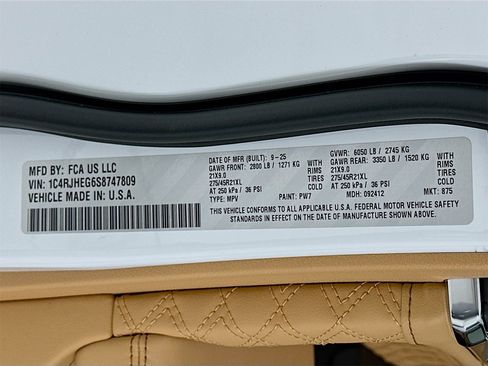 MFD BY: FCA US LLC
VIN: 1C4RJHEG6S8747809
VEHICLE MADE IN: U.S.A.
DATE OF MFR (BUILT): 9-25 GVWR: 6050 LB / 2745 KG
GAWR FRONT: 2800 LB / 1271 KG WITH GAWR REAR: 3350 LB / 1520 KG WITH
21X9.0 RIMS 21X9.0 RIMS
275/45R21XL TIRES 275/45R21XL TIRES
AT 250 kPa / 36 PSI AT 250 kPa / 36 PSI
TYPE: MPV PAINT: PW7 MDH: 092412 MKT: 875
THIS VEHICLE CONFORMS TO ALL APPLICABLE U.S.A. FEDERAL MOTOR VEHICLE SAFETY
STANDARDS IN EFFECT ON THE DATE OF MANUFACTURE SHOWN ABOVE.